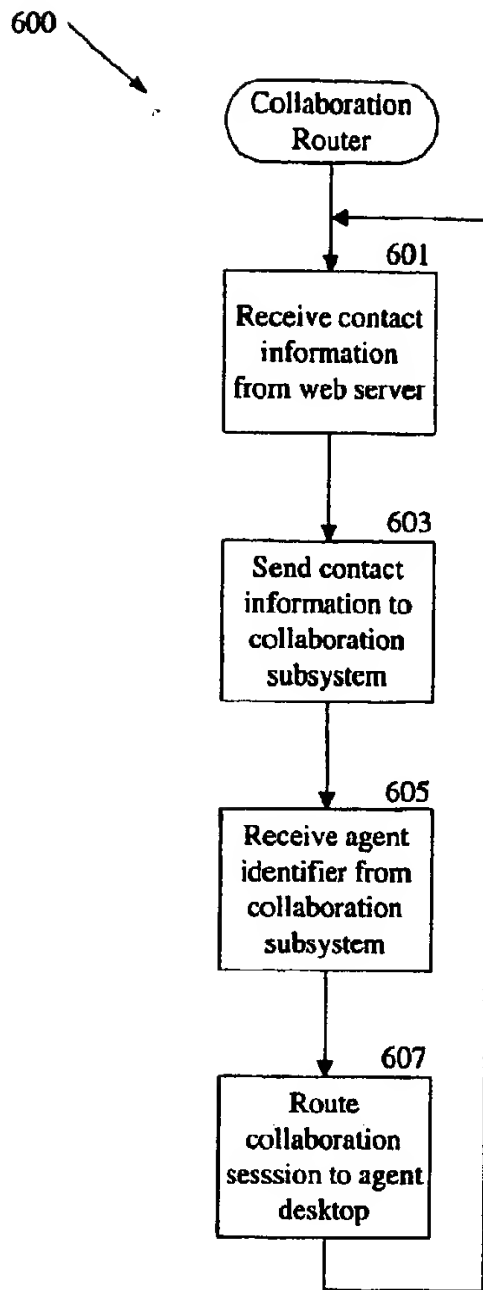 600
Collaboration
Router
601
Receive contact
information
from web server
603
Send contact
information to
collaboration
subsystem
605
Receive agent
identifier from
collaboration
subsystem
607
Route
collaboration
sesssion to agent
desktop